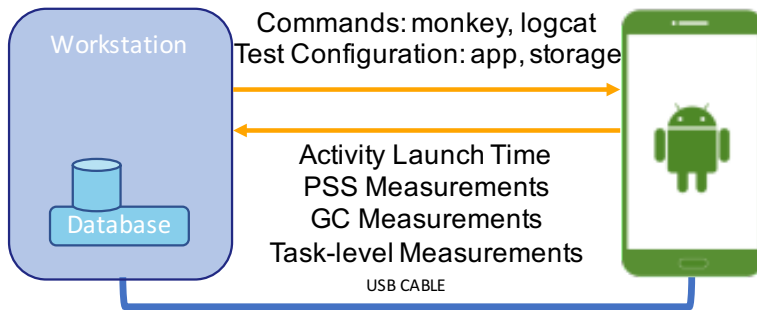 Workstation
Commands: monkey, logcat
Test Configuration: app, storage
Activity Launch Time
PSS Measurements
GC Measurements
Task-level Measurements
Database
USB CABLE